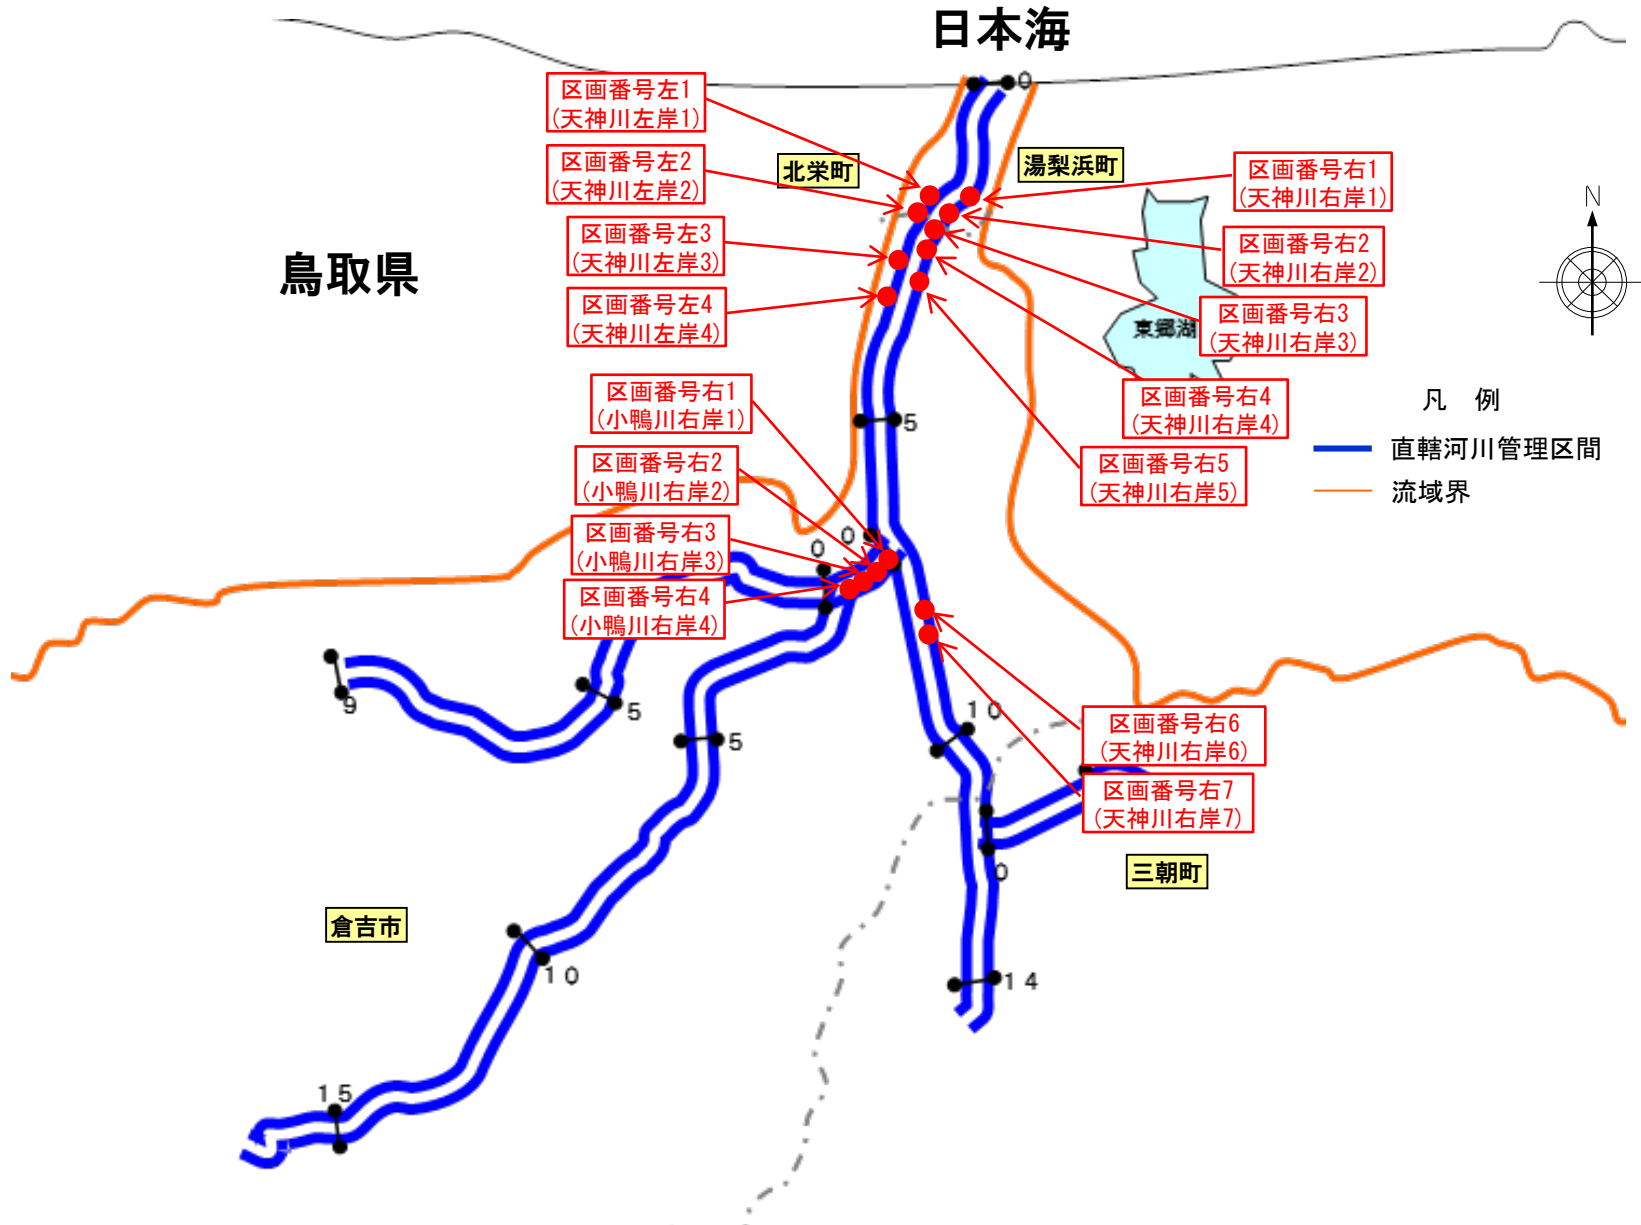 日本海
0
区画番号左1
(天神川左岸1)
北栄町
湯梨浜町
区画番号左2
(天神川左岸2)
区画番号右1
(天神川右岸1)
N
鳥取県
区画番号左3
(天神川左岸3)
区画番号右2
(天神川右岸2)
区画番号左4
(天神川左岸4)
区画番号右3
(天神川右岸3)
東郷湖
区画番号右1
(小鴨川右岸1)
区画番号右4
(天神川右岸4)
凡 例
直轄河川管理区間
流域界
5
区画番号右2
(小鴨川右岸2)
区画番号右5
(天神川右岸5)
区画番号右3
(小鴨川右岸3)
0
0
区画番号右4
(小鴨川右岸4)
9
5
5
10
区画番号右6
(天神川右岸6)
区画番号右7
(天神川右岸7)
0
三朝町
倉吉市
10
14
15